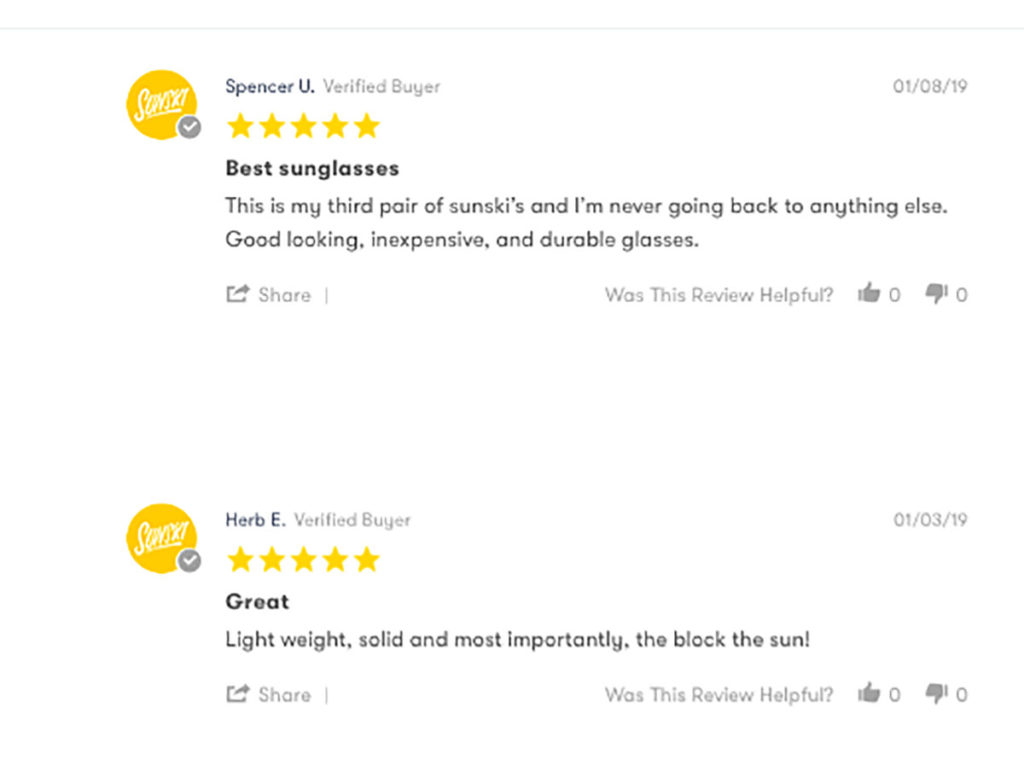 SUNSKI
Spencer U. Verified Buyer 01/08/19
Best sunglasses
This is my third pair of sunski's and I'm never going back to anything else.
Good looking, inexpensive, and durable glasses.
Share | Was This Review Helpful? 0 0
SUNSKI
Herb E. Verified Buyer 01/03/19
Great
Light weight, solid and most importantly, the block the sun!
Share | Was This Review Helpful? 0 0